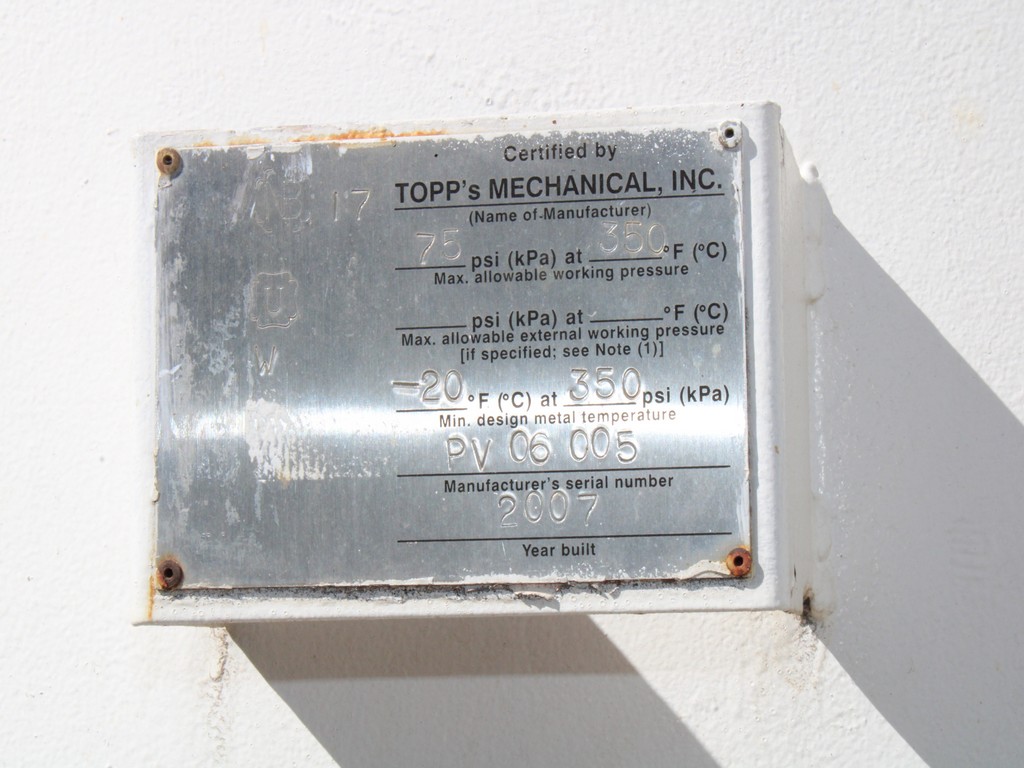 Certified by
17
TOPP's MECHANICAL, INC.
(Name of Manufacturer)
75 psi (kPa) at 350 °F (°C)
Max. allowable working pressure
U
psi (kPa) at °F (°C)
Max. allowable external working pressure
[if specified; see Note (1)]
W
-20 °F (°C) at 350 psi (kPa)
Min. design metal temperature
PV 06 005
Manufacturer's serial number
2007
Year built